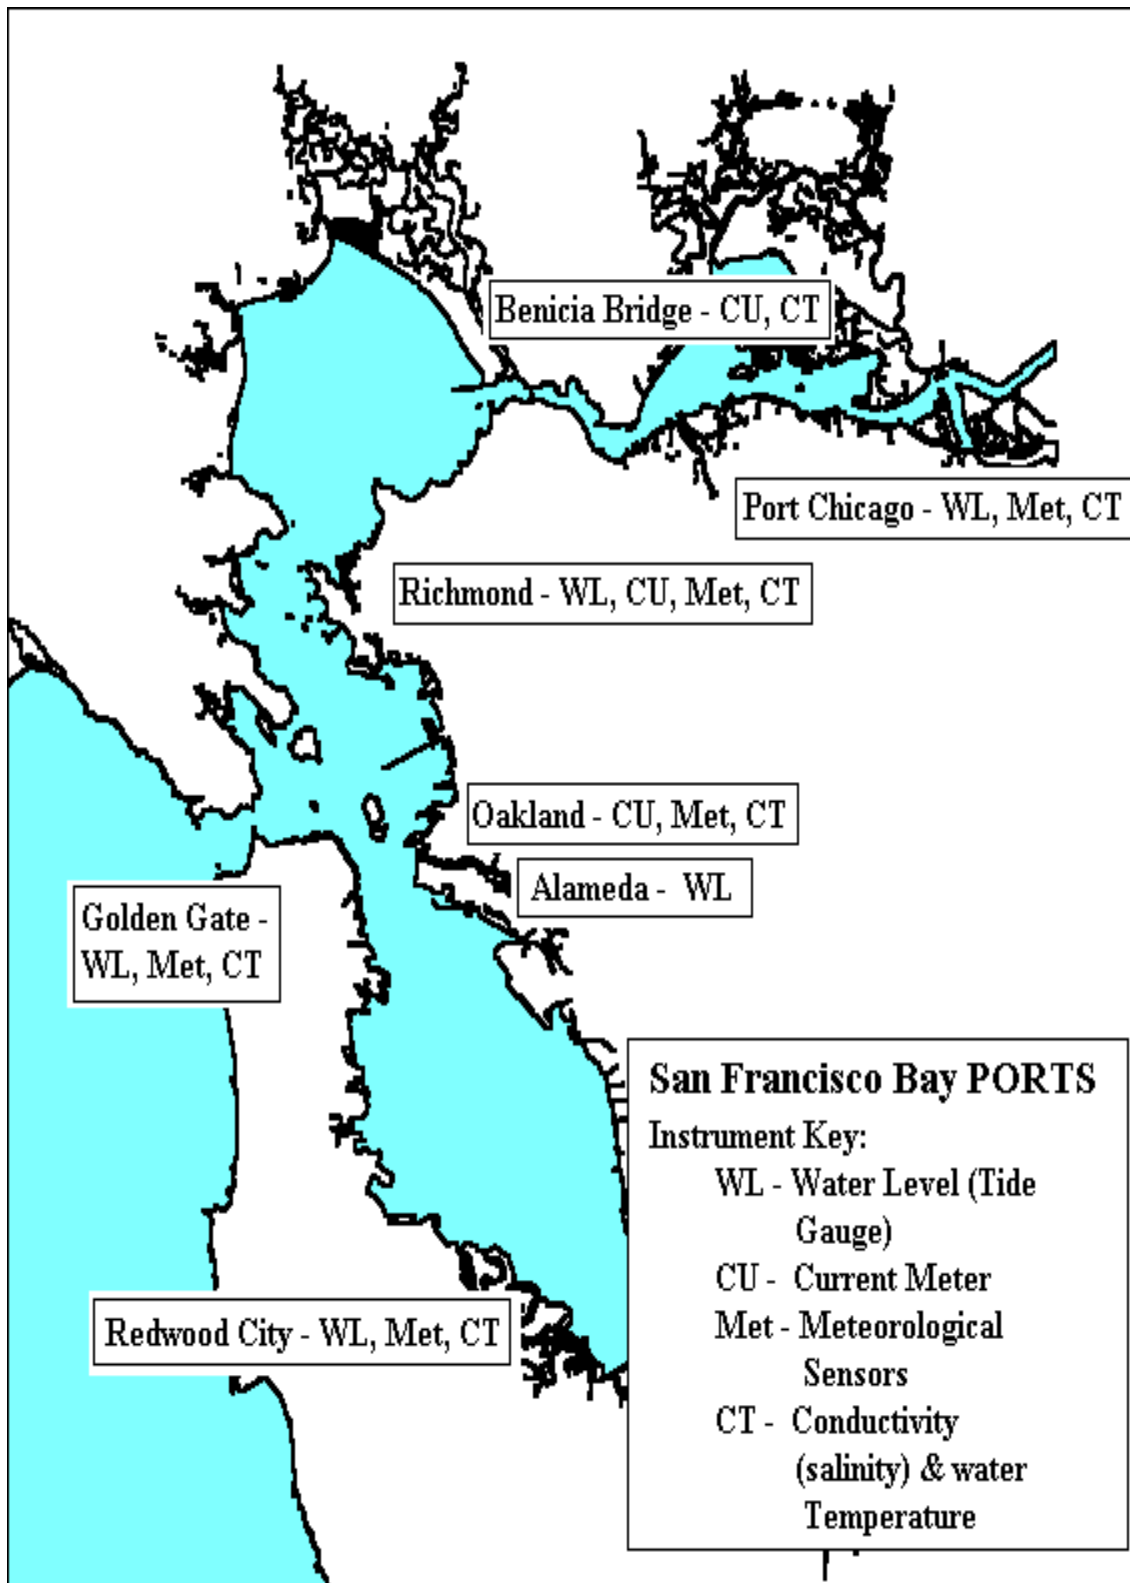 Benicia Bridge - CU, CT
Port Chicago - WL, Met, CT
Richmond - WL, CU, Met, CT
Oakland - CU, Met, CT
Alameda - WL
Golden Gate -
WL, Met, CT
Redwood City - WL, Met, CT
San Francisco Bay PORTS
Instrument Key:
WL - Water Level (Tide
Gauge)
CU - Current Meter
Met - Meteorological
Sensors
CT - Conductivity
(salinity) & water
Temperature